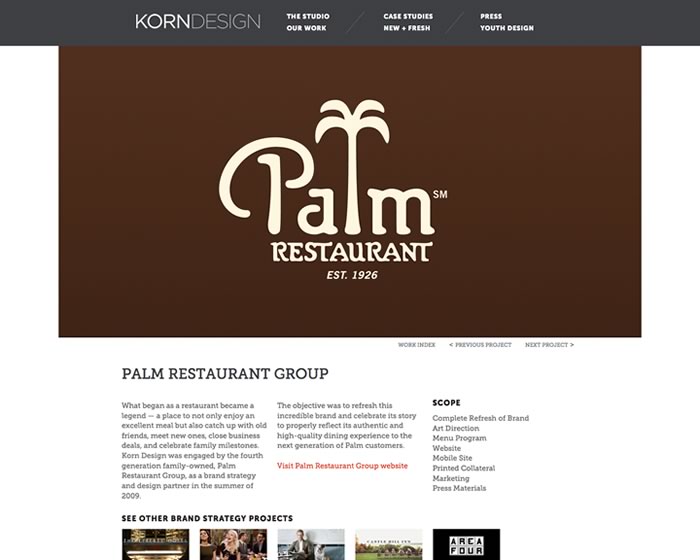 KORNDESIGN
THE STUDIO
OUR WORK
CASE STUDIES
NEW + FRESH
PRESS
YOUTH DESIGN
Palm SM
RESTAURANT
EST. 1926
WORK INDEX
< PREVIOUS PROJECT
NEXT PROJECT >
PALM RESTAURANT GROUP
What began as a restaurant became a
legend — a place to not only enjoy an
excellent meal but also catch up with old
friends, meet new ones, close business
deals, and celebrate family milestones.
Korn Design was engaged by the fourth
generation family-owned, Palm
Restaurant Group, as a brand strategy
and design partner in the summer of
2009.
The objective was to refresh this
incredible brand and celebrate its story
to properly reflect its authentic and
high-quality dining experience to the
next generation of Palm customers.
Visit Palm Restaurant Group website
SCOPE
Complete Refresh of Brand
Art Direction
Menu Program
Website
Mobile Site
Printed Collateral
Marketing
Press Materials
SEE OTHER BRAND STRATEGY PROJECTS
CASTLE HILL INN
AREA
FOUR